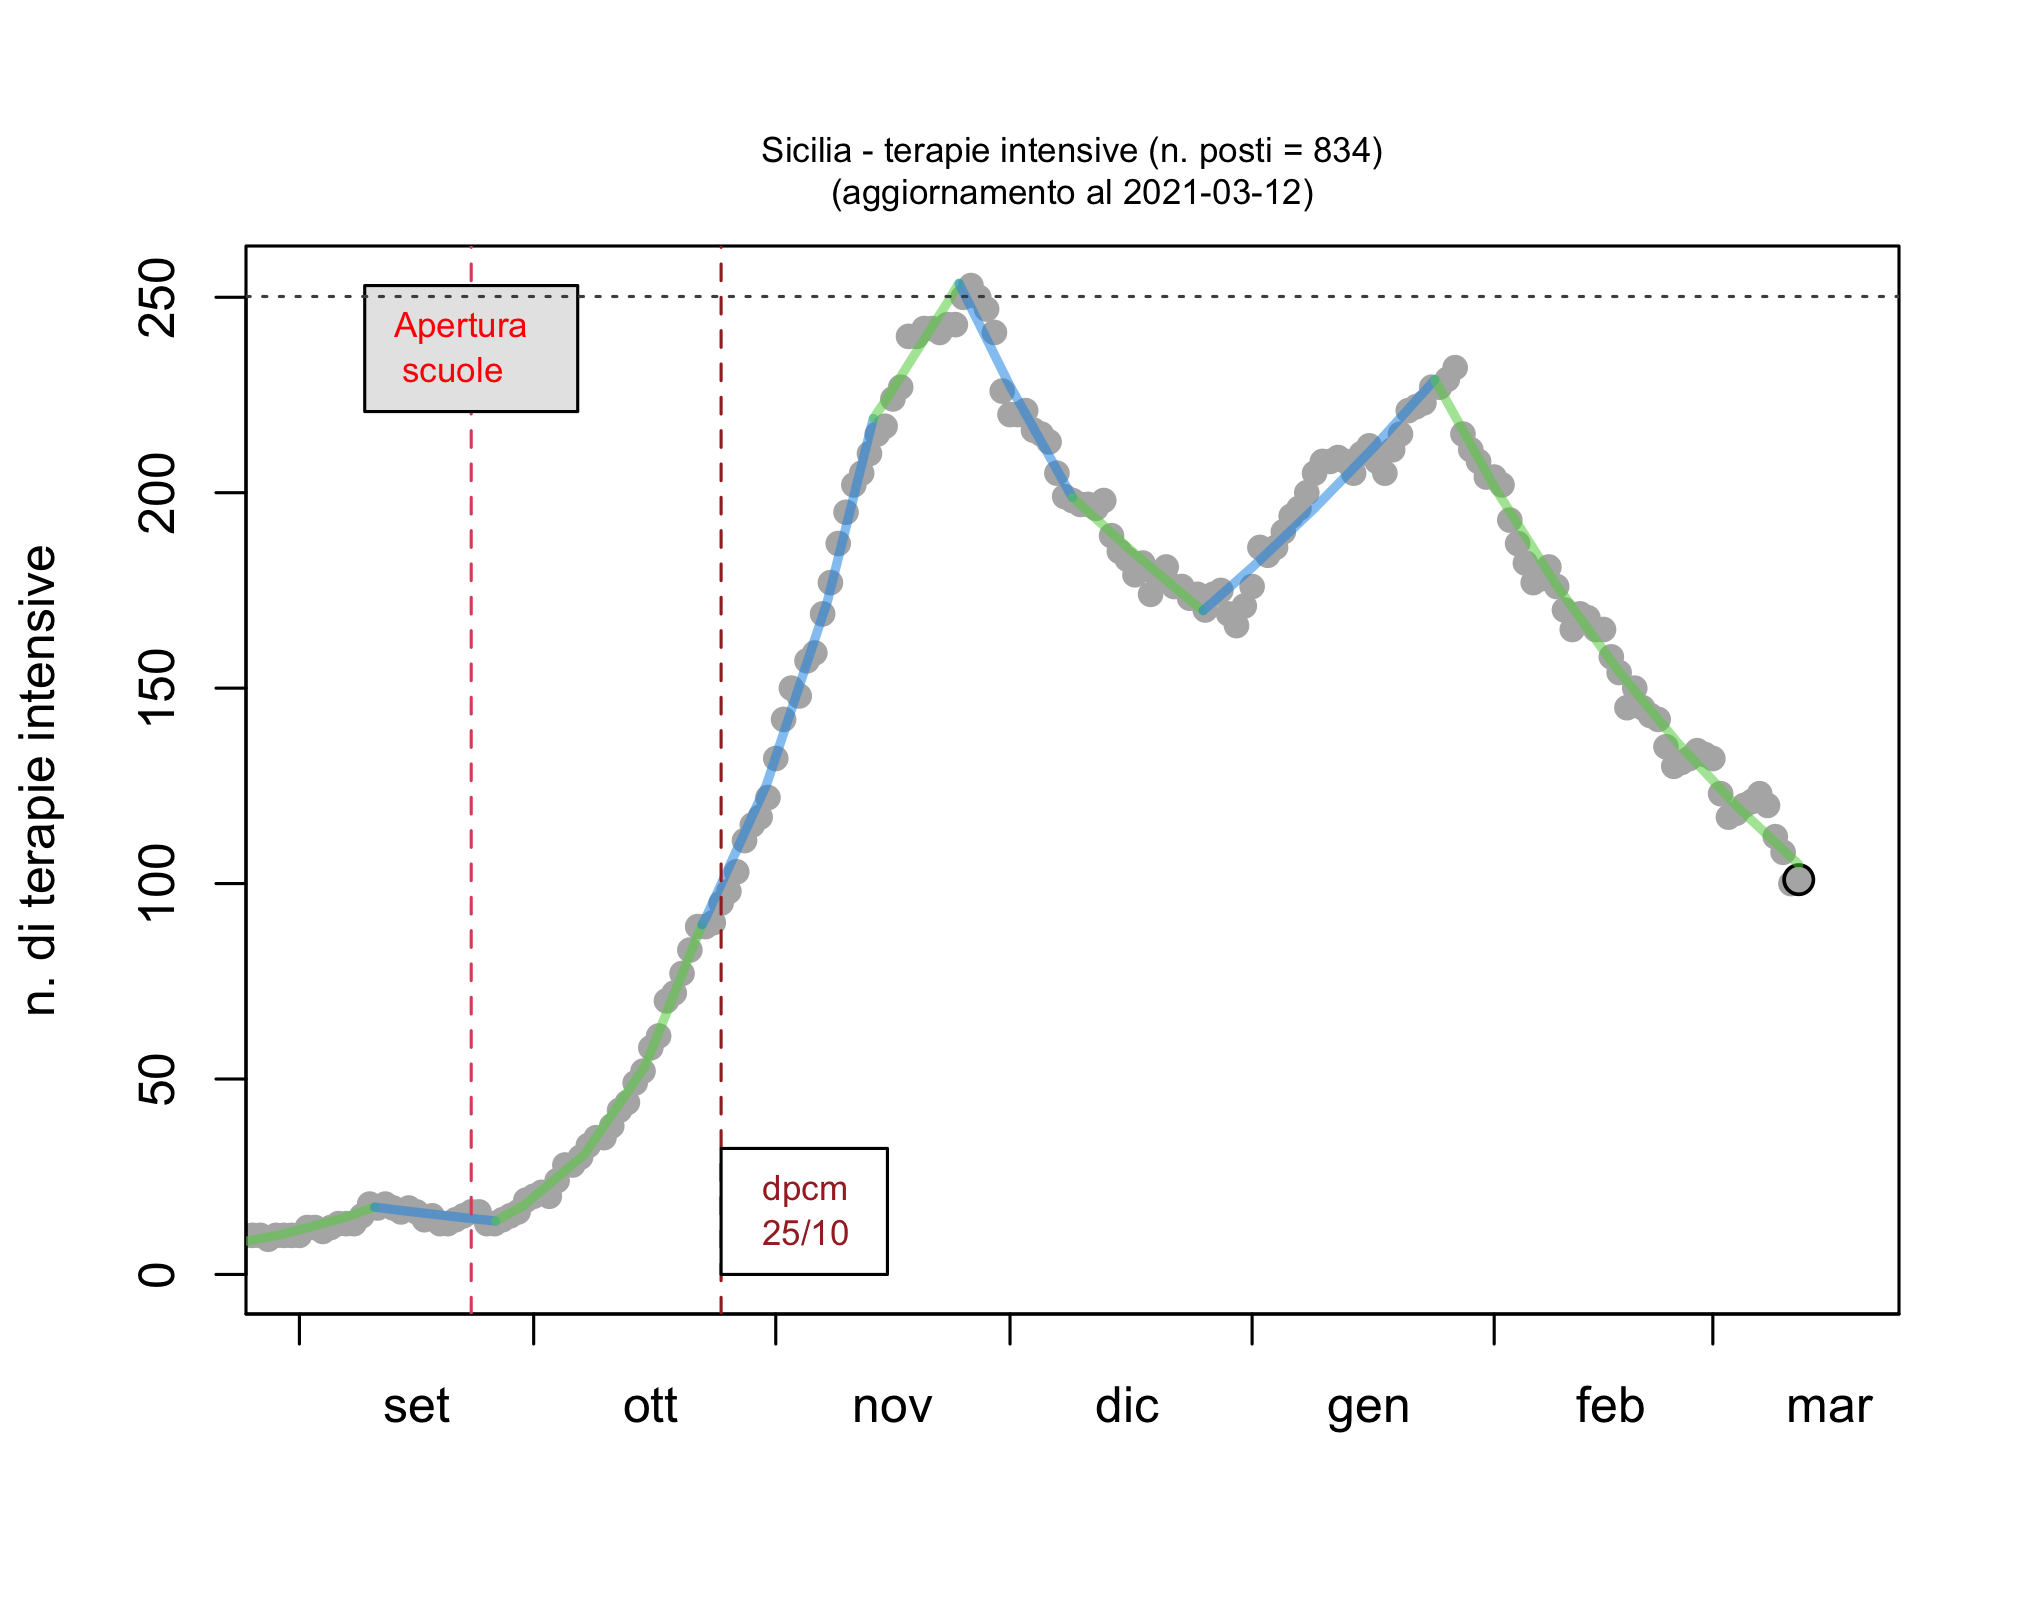 Sicilia - terapie intensive (n. posti = 834)
(aggiornamento al 2021-03-12)
n. di terapie intensive
250
200
150
100
50
0
Apertura
scuole
dpcm
25/10
set ott nov dic gen feb mar